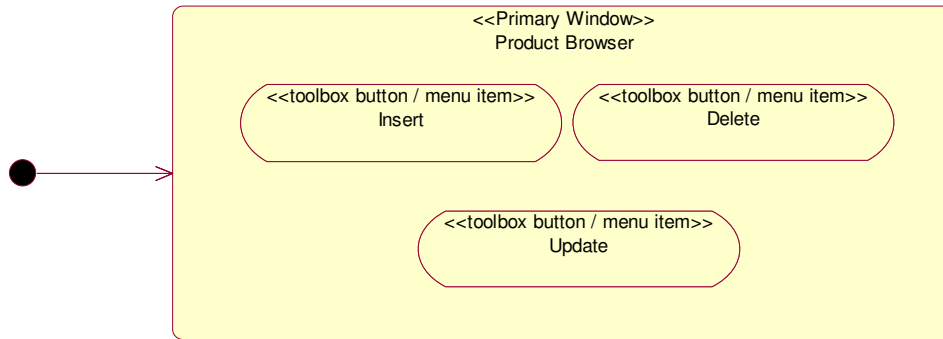 <<Primary Window>>
Product Browser
<<toolbox button / menu item>>
Insert
<<toolbox button / menu item>>
Delete
<<toolbox button / menu item>>
Update